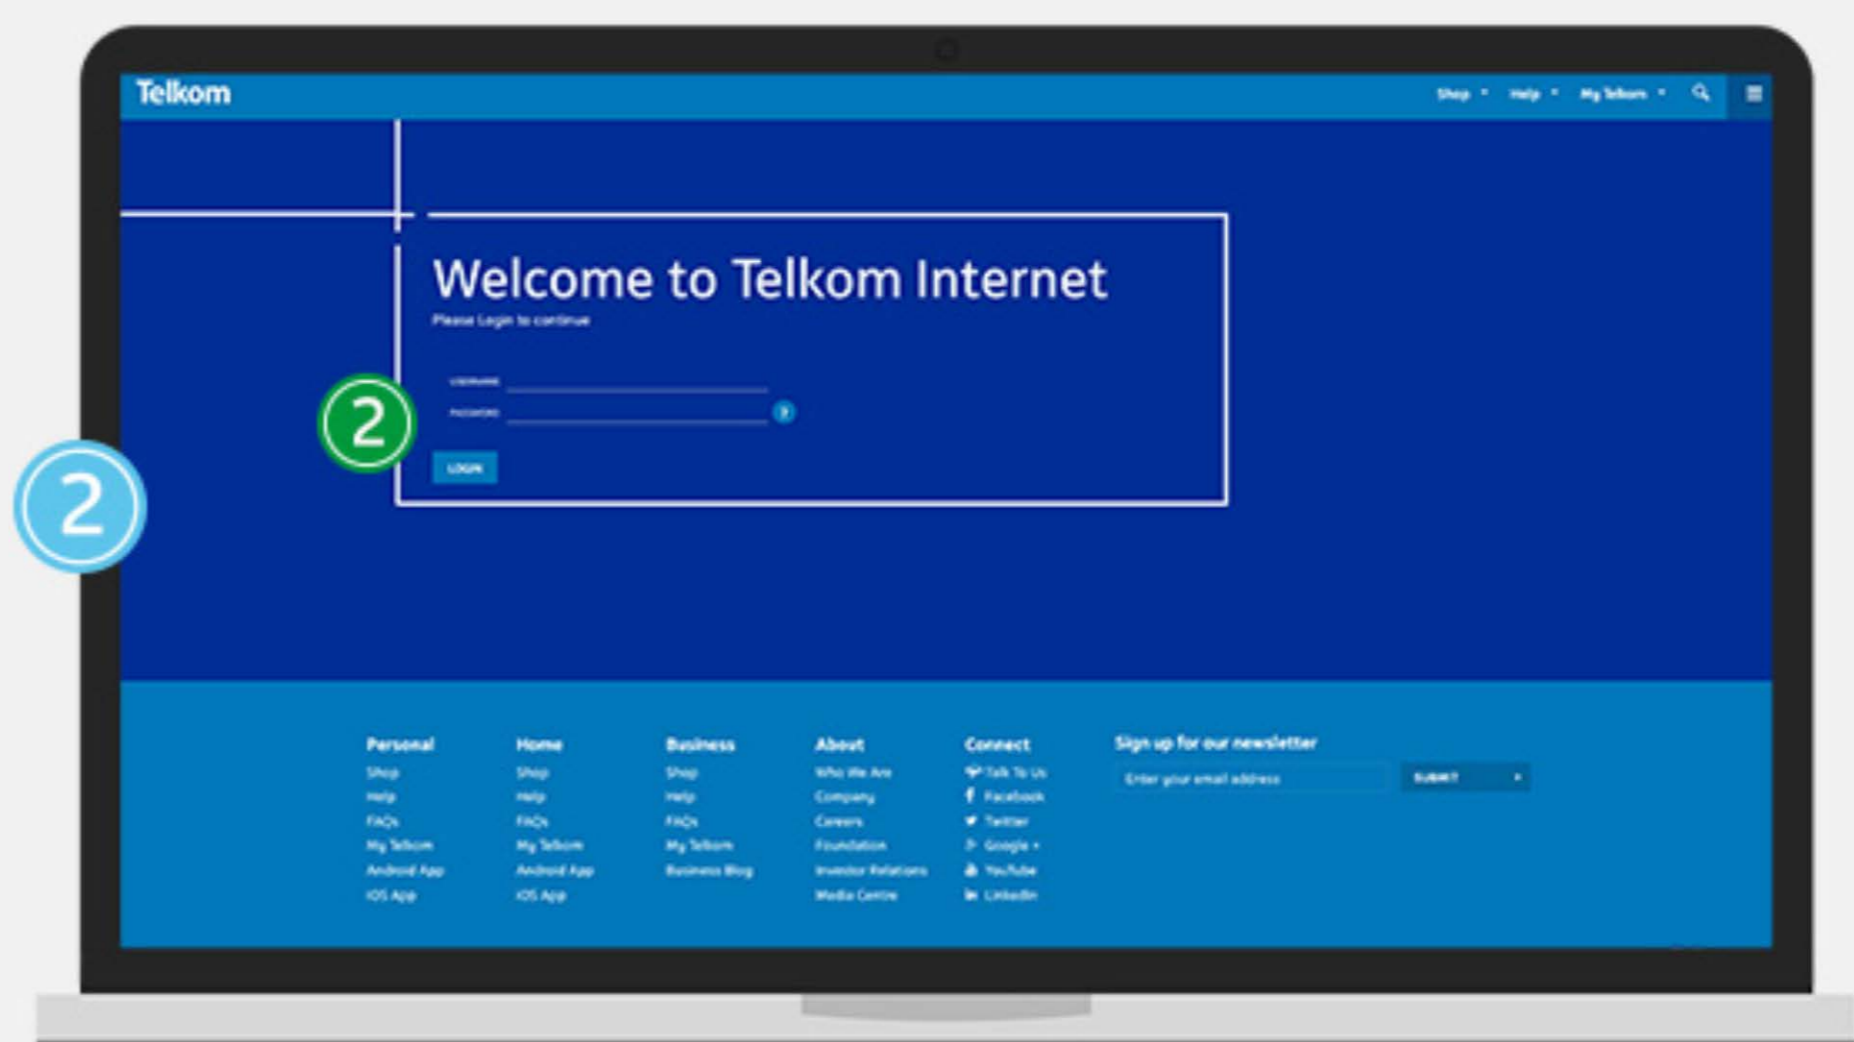 Telkom
Shop Help My Telkom
Welcome to Telkom Internet
Please Login to continue
USERNAME
2
PASSWORD ?
LOGIN
2
Personal Home Business About Connect Sign up for our newsletter
Shop Shop Shop Who We Are Talk To Us Enter your email address SUBMIT
Help Help Help Company Facebook
FAQs FAQs FAQs Careers Twitter
My Telkom My Telkom My Telkom Foundation Google +
Android App Android App Business Blog Investor Relations YouTube
iOS App iOS App Media Centre LinkedIn